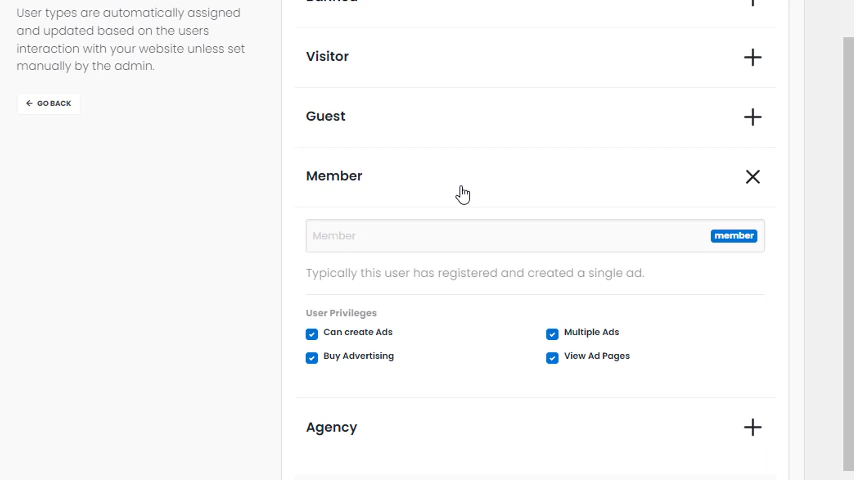 User types are automatically assigned
and updated based on the users
interaction with your website unless set
manually by the admin.
← GO BACK
Banned
Visitor
Guest
Member
Member
member
Typically this user has registered and created a single ad.
User Privileges
Can create Ads
Multiple Ads
Buy Advertising
View Ad Pages
Agency